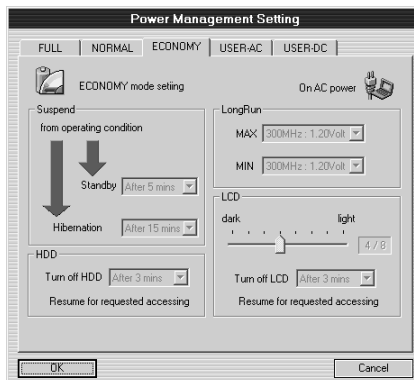 Power Management Setting
FULL NORMAL ECONOMY USER-AC USER-DC
ECONOMY mode setiing
On AC power
Suspend
from operating condition
Standby After 5 mins
Hibernation After 15 mins
HDD
Turn off HDD After 3 mins
Resume for requested accessing
LongRun
MAX 300MHz : 1.20Volt
MIN 300MHz : 1.20Volt
LCD
dark light
4 / 8
Turn off LCD After 3 mins
Resume for requested accessing
OK Cancel